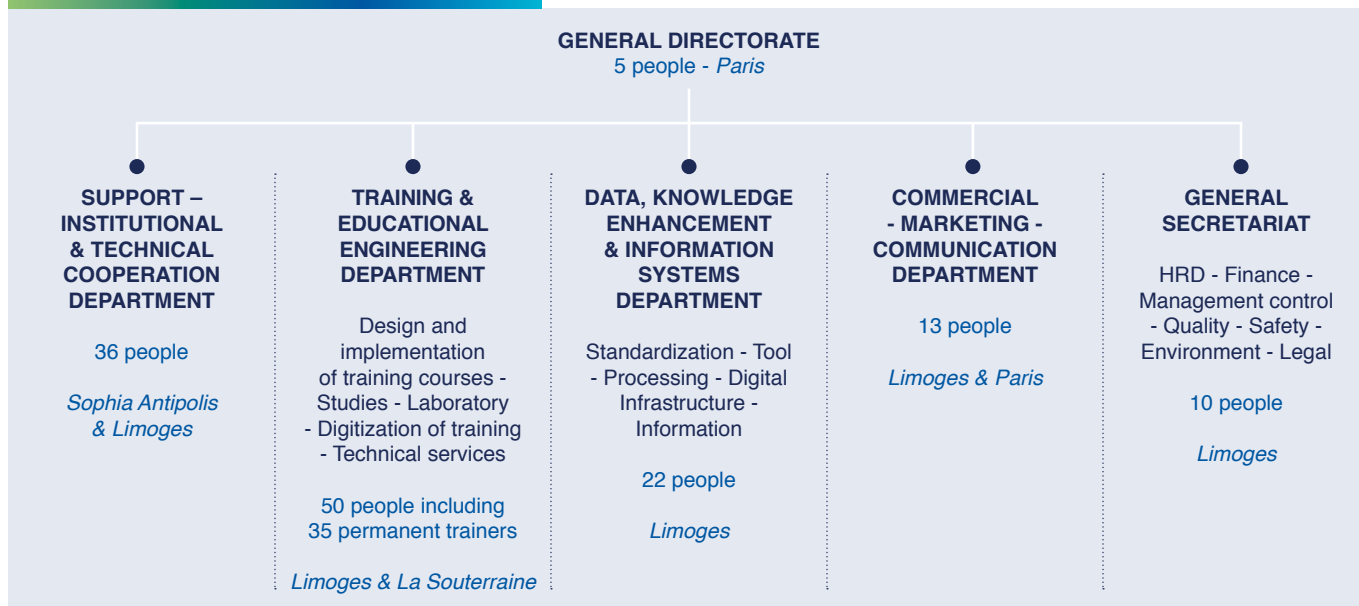 GENERAL DIRECTORATE
5 people - Paris
SUPPORT –
INSTITUTIONAL
& TECHNICAL
COOPERATION
DEPARTMENT
36 people
Sophia Antipolis
& Limoges
TRAINING &
EDUCATIONAL
ENGINEERING
DEPARTMENT
Design and
implementation
of training courses -
Studies - Laboratory
- Digitization of training
- Technical services
50 people including
35 permanent trainers
Limoges & La Souterraine
DATA, KNOWLEDGE
ENHANCEMENT
& INFORMATION
SYSTEMS
DEPARTMENT
Standardization - Tool
- Processing - Digital
Infrastructure -
Information
22 people
Limoges
COMMERCIAL
- MARKETING -
COMMUNICATION
DEPARTMENT
13 people
Limoges & Paris
GENERAL
SECRETARIAT
HRD - Finance -
Management control
- Quality - Safety -
Environment - Legal
10 people
Limoges